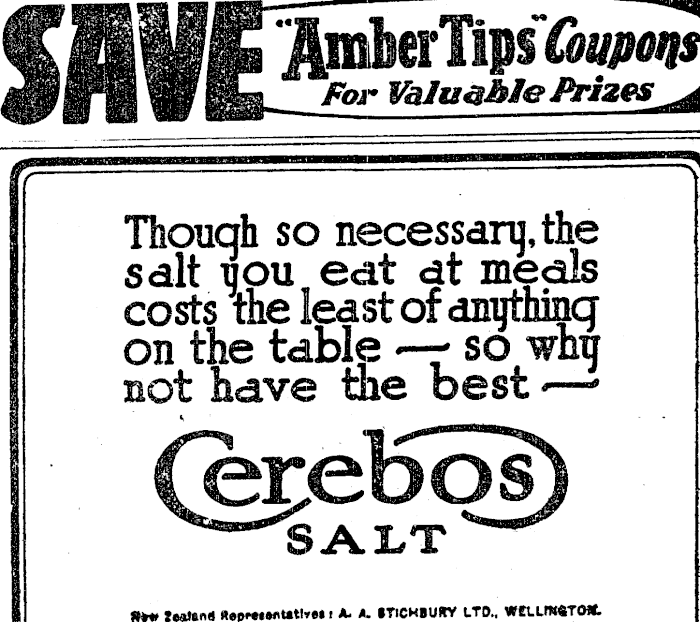 SAVE "Amber Tips" Coupons
For Valuable Prizes
Though so necessary, the
salt you eat at meals
costs the least of anything
on the table — so why
not have the best —
Cerebos
SALT
New Zealand Representatives: A. A. STICHBURY LTD., WELLINGTON.